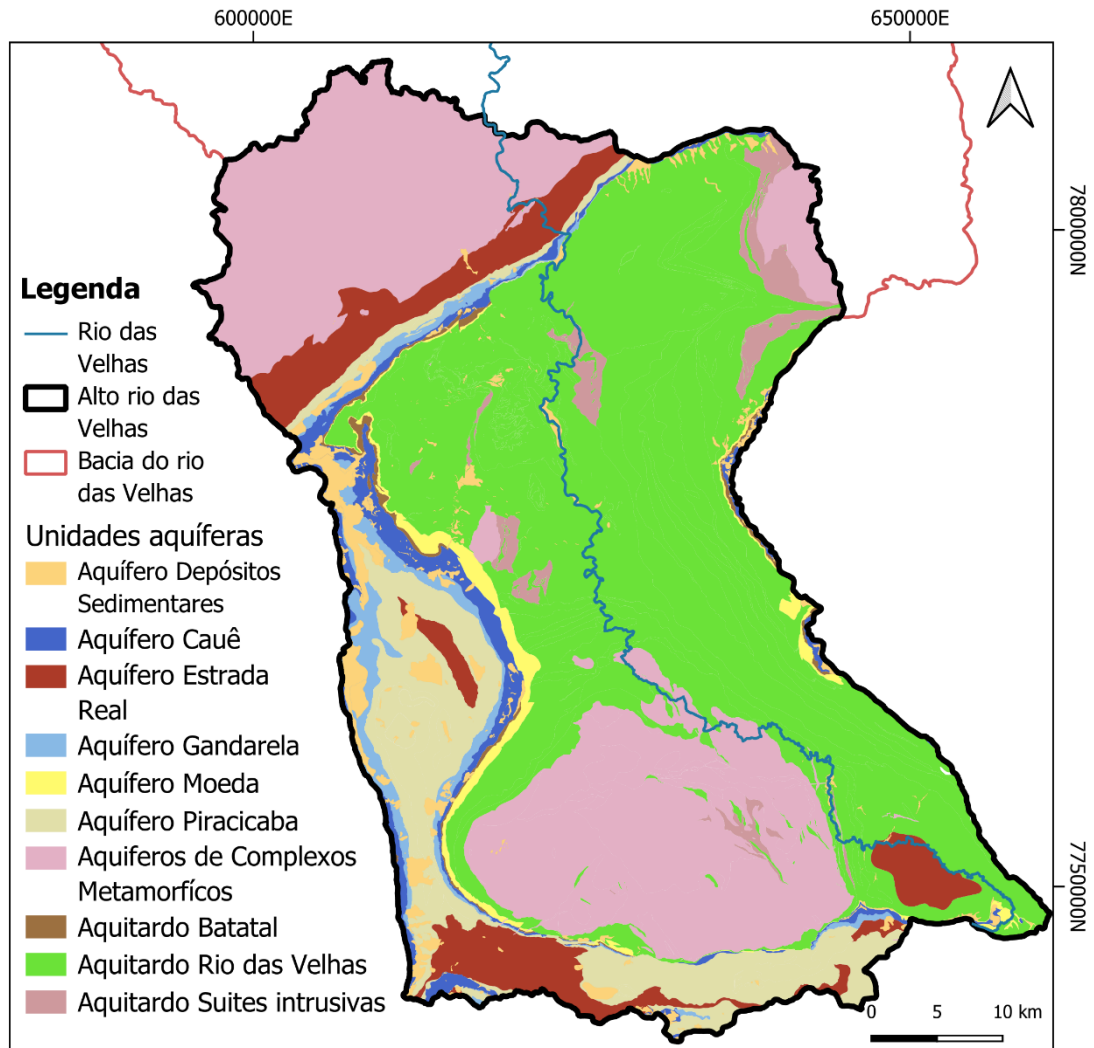 600000E
650000E
7800000N
7750000N
Legenda
Rio das
Velhas
Alto rio das
Velhas
Bacia do rio
das Velhas
Unidades aquíferas
Aquífero Depósitos
Sedimentares
Aquífero Cauê
Aquífero Estrada
Real
Aquífero Gandarela
Aquífero Moeda
Aquífero Piracicaba
Aquiferos de Complexos
Metamorfícos
Aquitardo Batatal
Aquitardo Rio das Velhas
Aquitardo Suites intrusivas
0 5 10 km